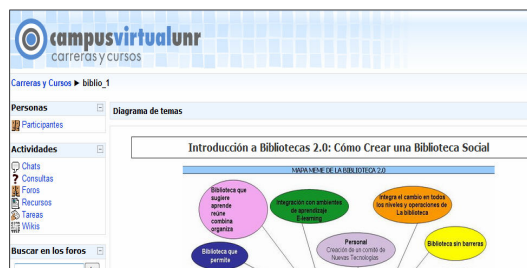 campusvirtualunr
carreras y cursos
Carreras y Cursos ► biblio_1
Personas
Participantes
Actividades
Chats
Consultas
Foros
Recursos
Tareas
Wikis
Buscar en los foros
Diagrama de temas
Introducción a Bibliotecas 2.0: Cómo Crear una Biblioteca Social
MAPA MEME DE LA BIBLIOTECA 2.0
Biblioteca que
sugiere
aprende
reúne
combina
organiza
Integración con ambientes
de aprendizaje
E-learning
Integra el cambio en todos
los niveles y operaciones de
La biblioteca
Personal
Creación de un comité de
Nuevas Tecnologías
Biblioteca sin barreras
Biblioteca que
permite